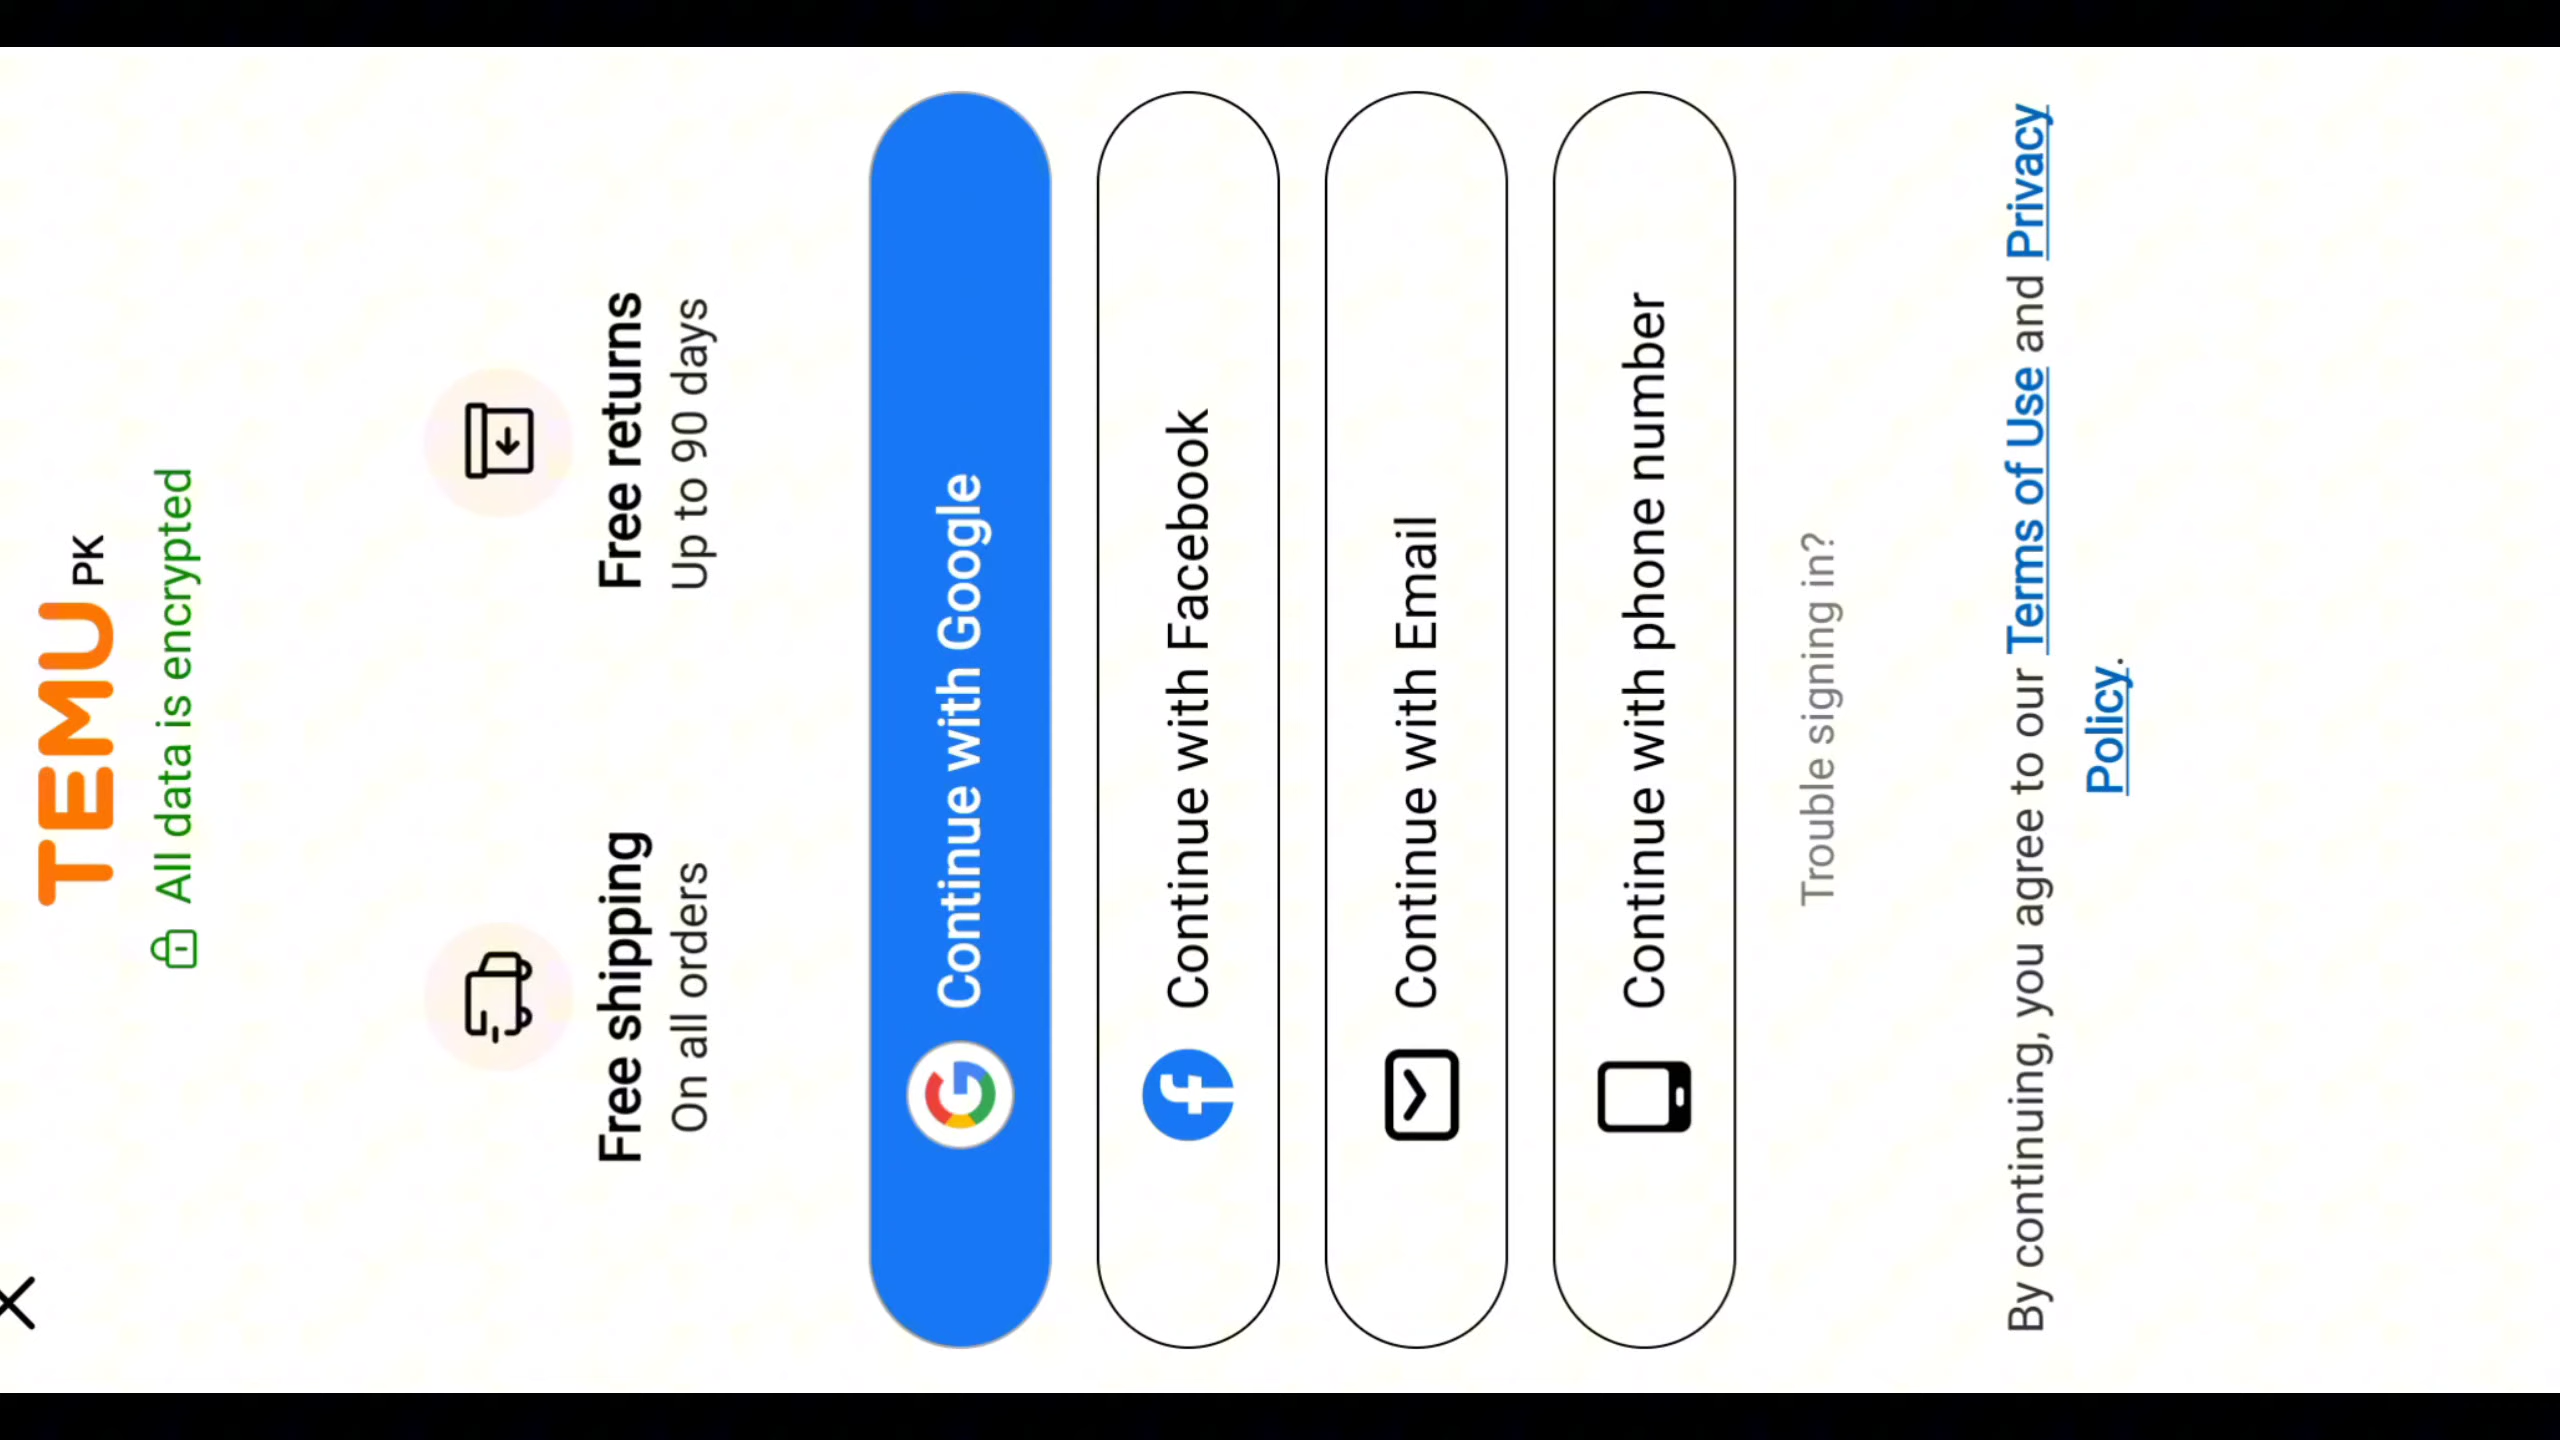 TEMU PK
All data is encrypted
Free shipping
On all orders
Free returns
Up to 90 days
Continue with Google
Continue with Facebook
Continue with Email
Continue with phone number
Trouble signing in?
By continuing, you agree to our Terms of Use and Privacy
Policy.